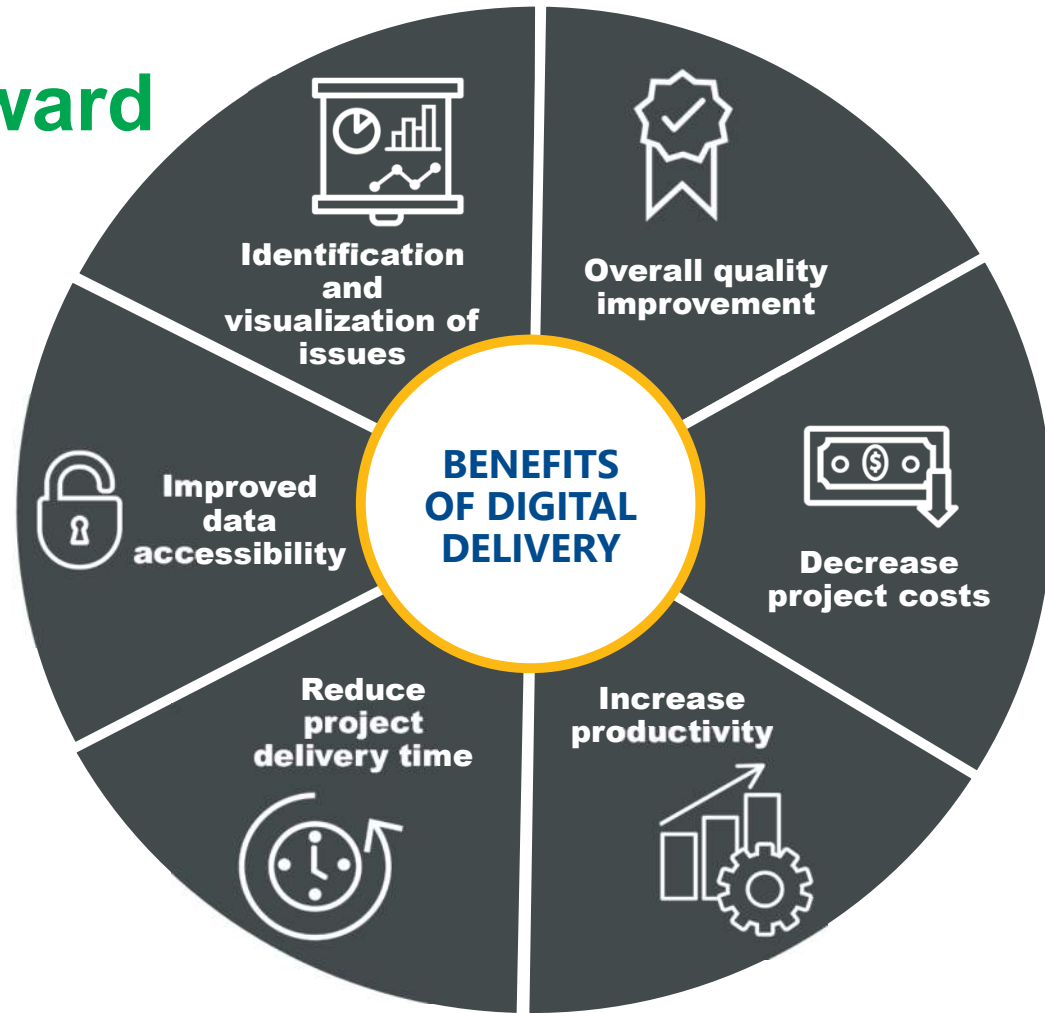 ward
Identification
and
visualization of
issues
Overall quality
improvement
Improved
data
accessibility
BENEFITS
OF DIGITAL
DELIVERY
Decrease
project costs
Reduce
project
delivery time
Increase
productivity